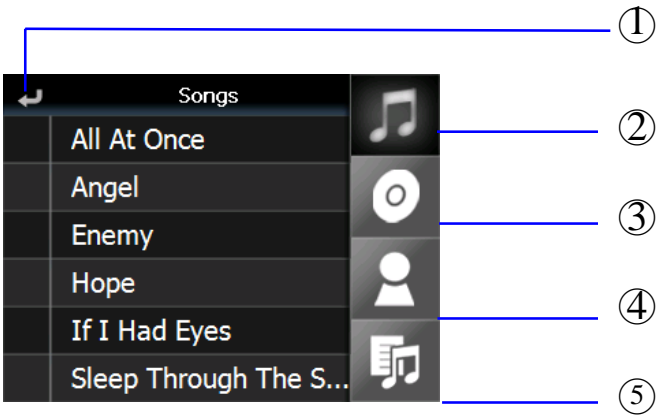 ①
Songs
②
All At Once
Angel
③
Enemy
Hope
④
If I Had Eyes
Sleep Through The S...
⑤